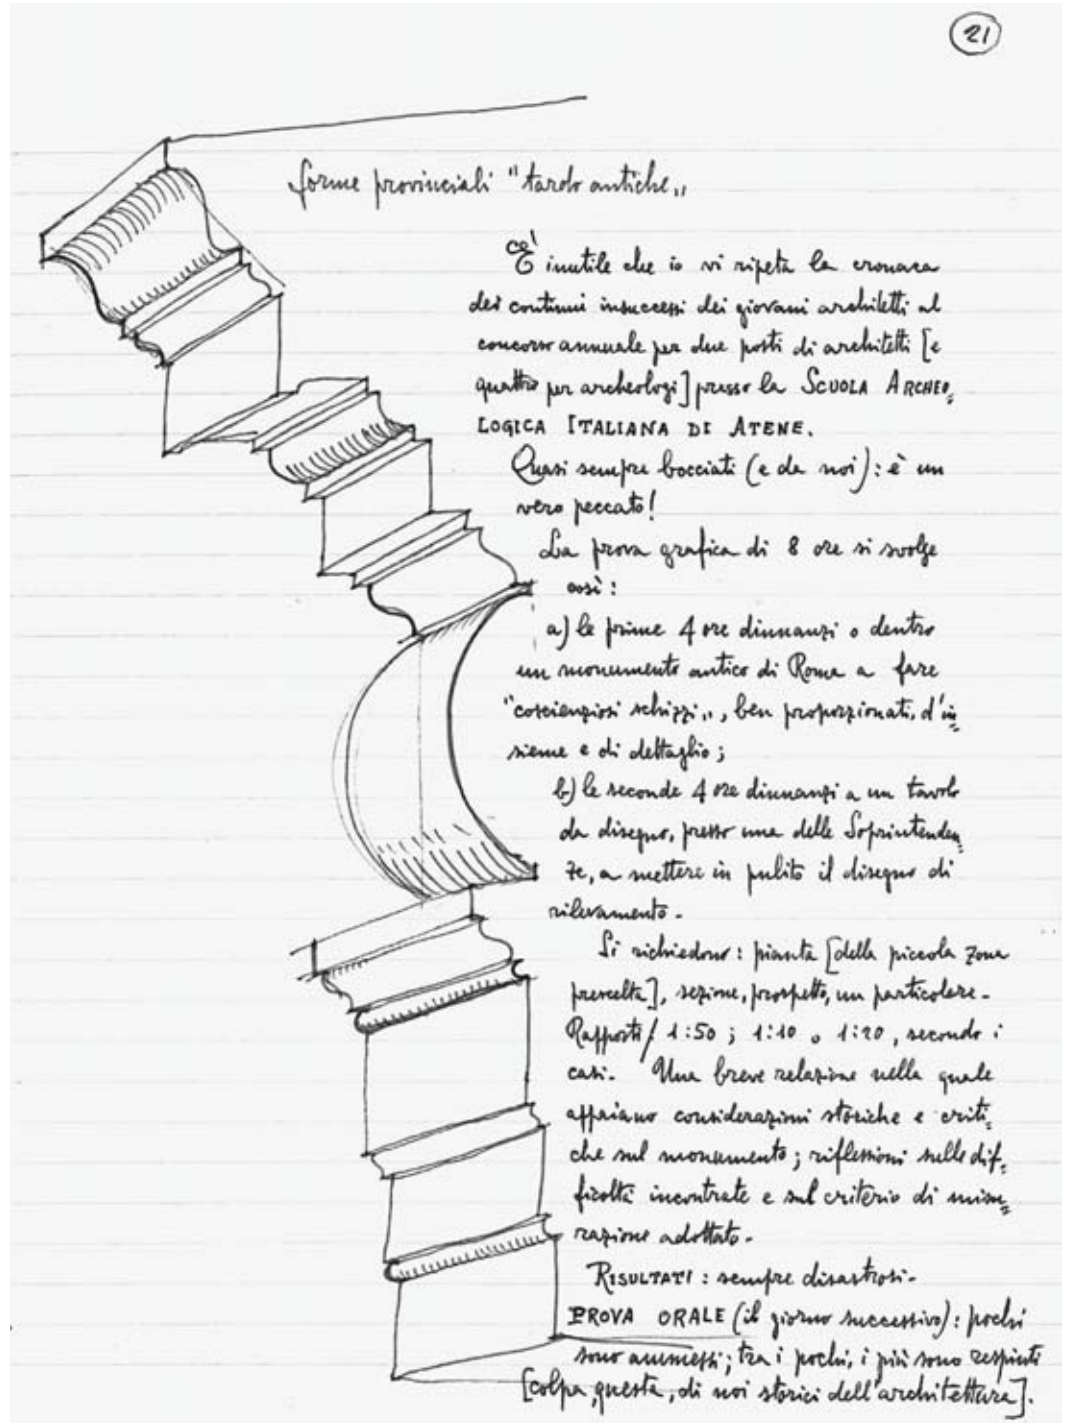 21
forme provinciali "tardo antiche„
È inutile che io vi ripeta la cronaca
dei continui insuccessi dei giovani architetti al
concorso annuale per due posti di architetti [e
quattro per archeologi] presso la SCUOLA ARCHEO=
LOGICA ITALIANA DI ATENE.
Quasi sempre bocciati (e da noi): è un
vero peccato!
La prova grafica di 8 ore si svolge
così:
a) le prime 4 ore dinnanzi o dentro
un monumento antico di Roma a fare
"coscienziosi schizzi„, ben proporzionati, d'in=
sieme e di dettaglio;
b) le seconde 4 ore dinnanzi a un tavolo
da disegno, presso una delle Soprintenden=
ze, a mettere in pulito il disegno di
rilevamento.
Si richiedono: pianta [della piccola zona
prescelta], sezione, prospetto, un particolare.
Rapporti / 1:50; 1:10 o 1:20, secondo i
casi. Una breve relazione nella quale
appaiano considerazioni storiche e criti=
che sul monumento; riflessioni sulle dif=
ficoltà incontrate e sul criterio di misu=
razione adottato.
RISULTATI: sempre disastrosi.
PROVA ORALE (il giorno successivo): pochi
sono ammessi; tra i pochi, i più sono respinti
[colpa, questa, di noi storici dell'architettura].